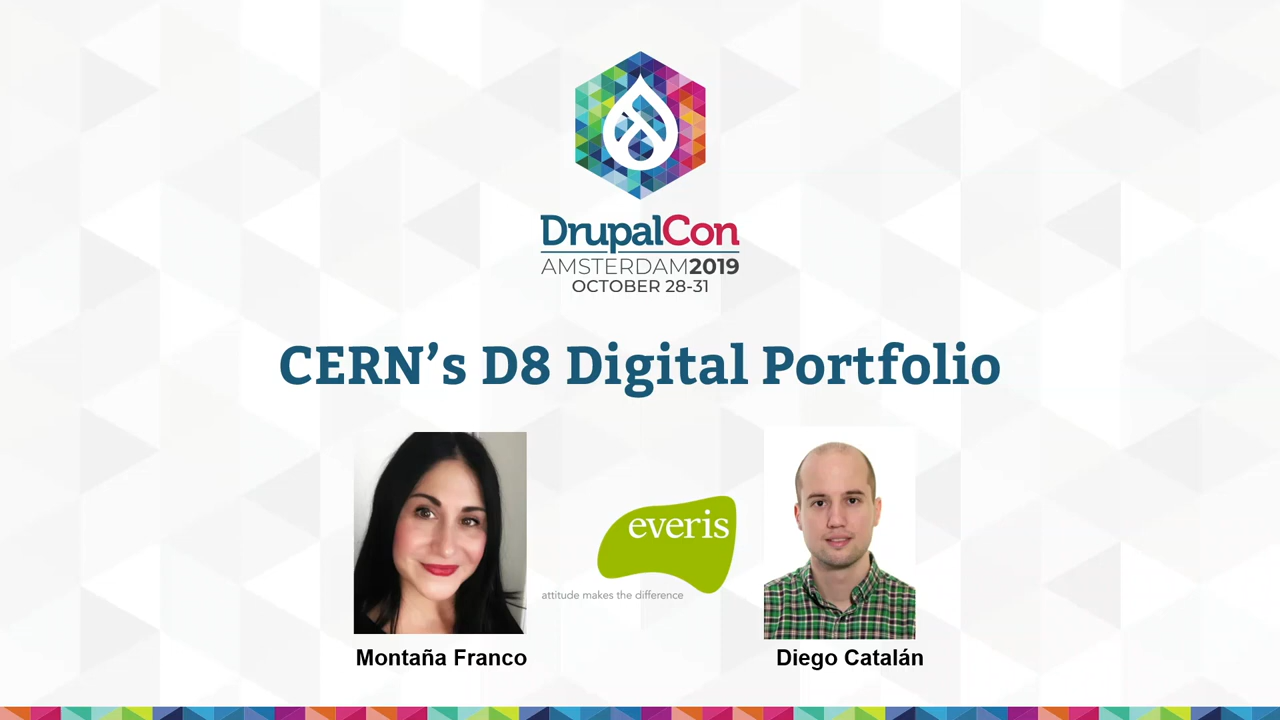 DrupalCon
AMSTERDAM2019
OCTOBER 28-31
CERN’s D8 Digital Portfolio
everis
attitude makes the difference
Montaña Franco
Diego Catalán